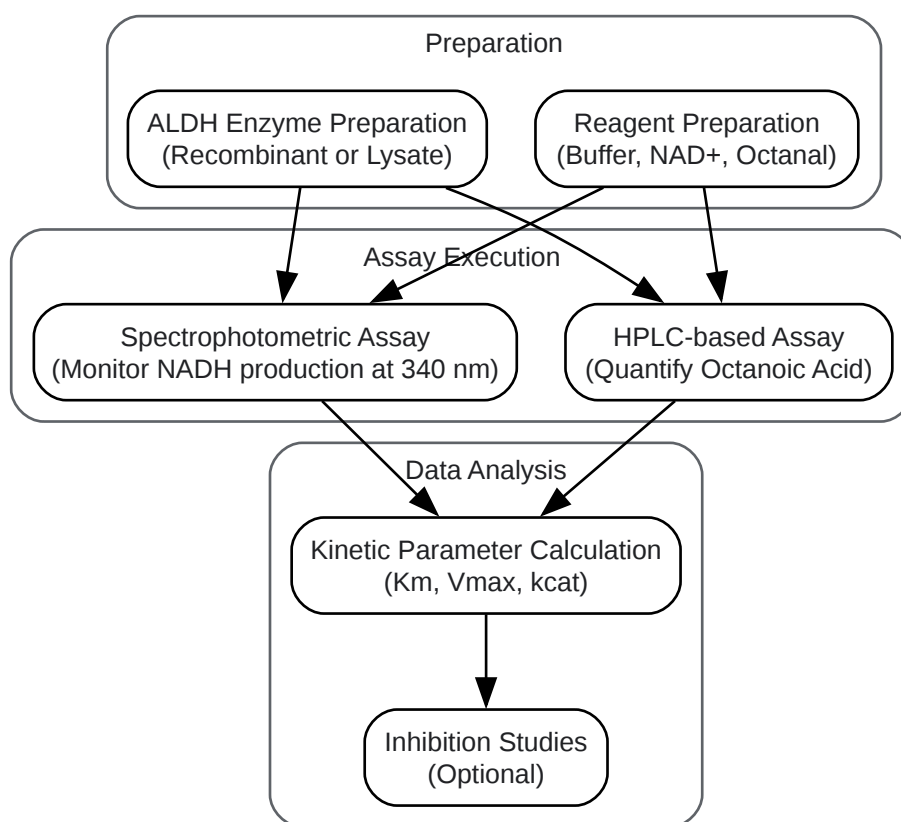 Preparation
ALDH Enzyme Preparation
(Recombinant or Lysate)
Reagent Preparation
(Buffer, NAD+, Octanal)
Assay Execution
Spectrophotometric Assay
(Monitor NADH production at 340 nm)
HPLC-based Assay
(Quantify Octanoic Acid)
Data Analysis
Kinetic Parameter Calculation
(Km, Vmax, kcat)
Inhibition Studies
(Optional)